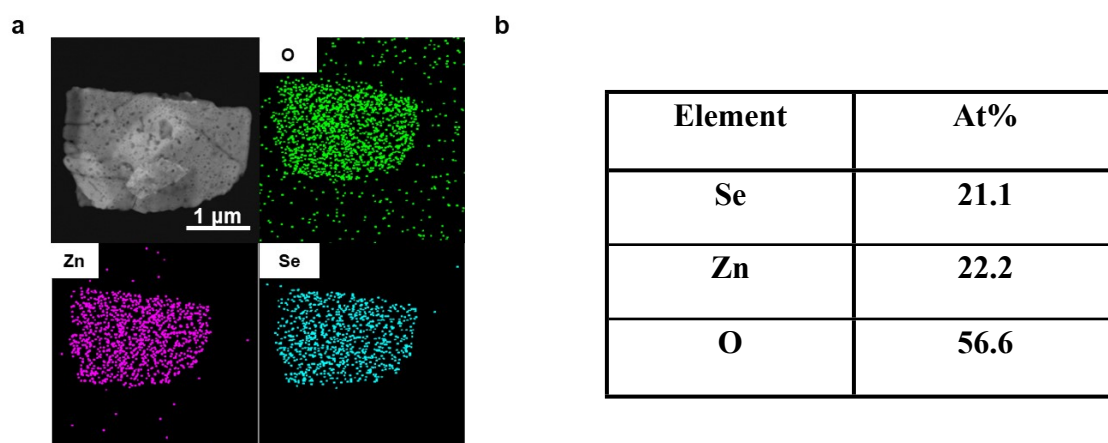 a
b
O
1 µm
Zn
Se
Element At%
Se 21.1
Zn 22.2
O 56.6